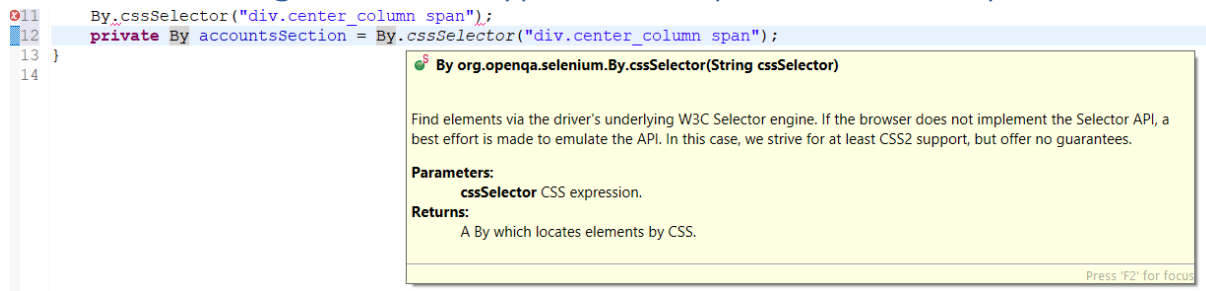 11 By.cssSelector("div.center_column span");
12 private By accountsSection = By.cssSelector("div.center_column span");
13 }
14
S By org.openqa.selenium.By.cssSelector(String cssSelector)
Find elements via the driver's underlying W3C Selector engine. If the browser does not implement the Selector API, a
best effort is made to emulate the API. In this case, we strive for at least CSS2 support, but offer no guarantees.
Parameters:
cssSelector CSS expression.
Returns:
A By which locates elements by CSS.
Press 'F2' for focus